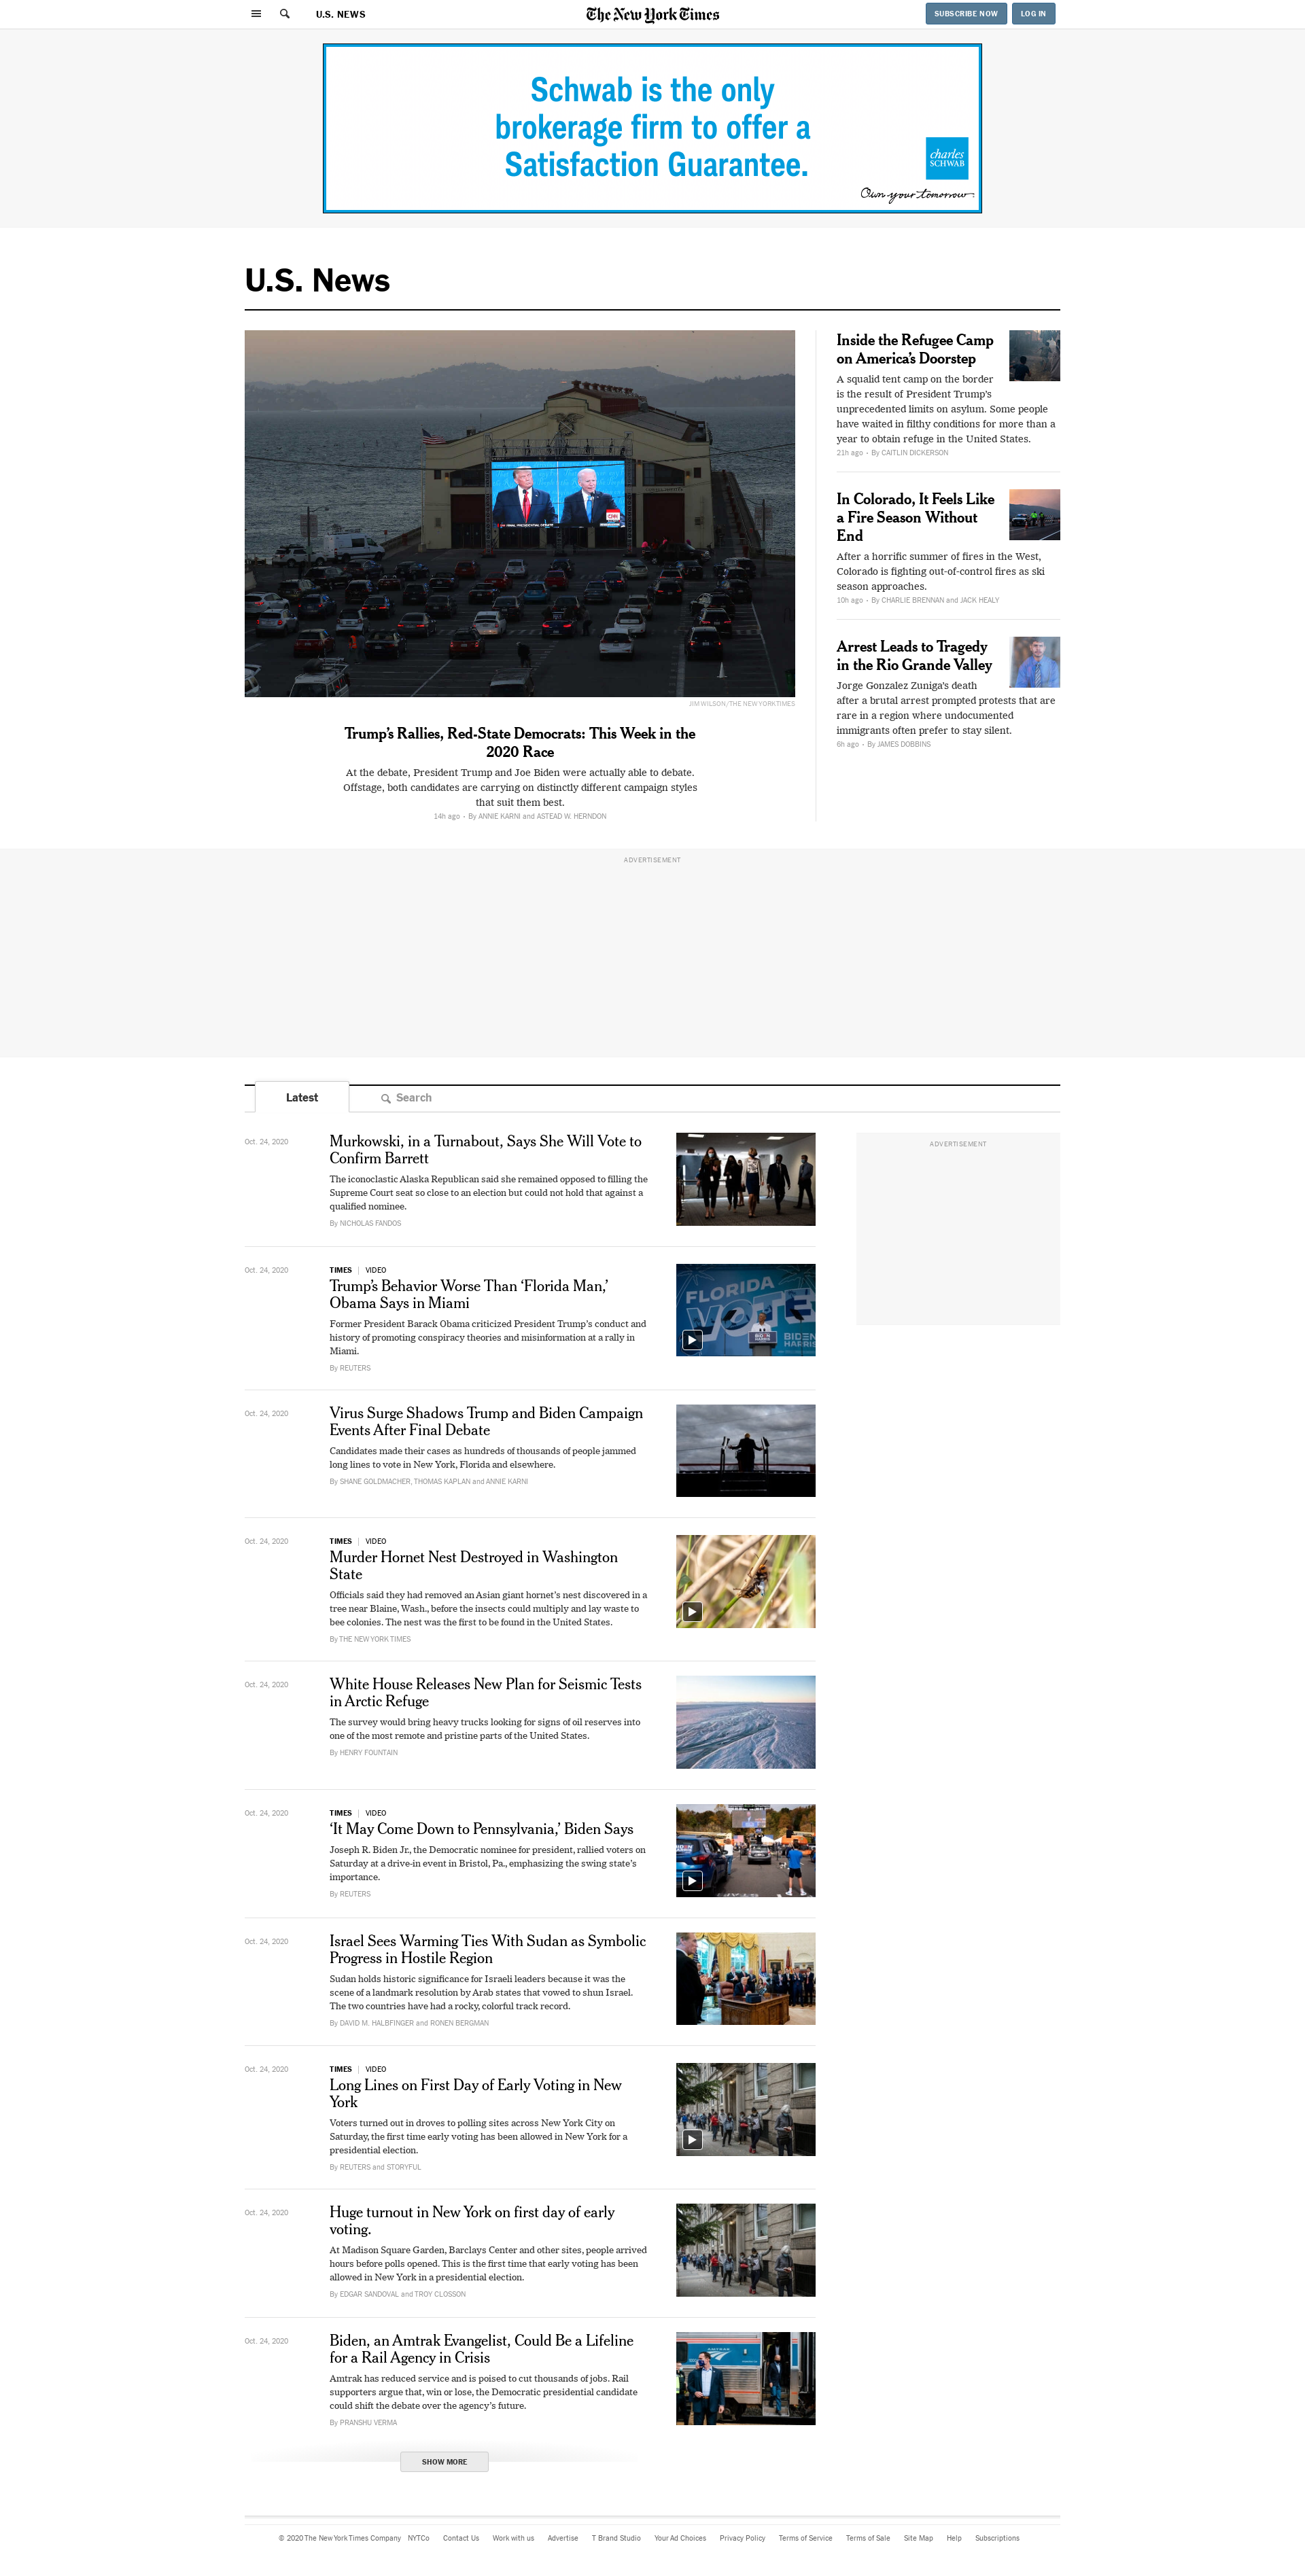 U.S. NEWS
The New York Times
SUBSCRIBE NOW
LOG IN
Schwab is the only
brokerage firm to offer a
Satisfaction Guarantee.
charles
SCHWAB
Own your tomorrow.
U.S. News
FINAL PRESIDENTIAL DEBATE
CNN
JIM WILSON/THE NEW YORK TIMES
Trump’s Rallies, Red-State Democrats: This Week in the
2020 Race
At the debate, President Trump and Joe Biden were actually able to debate.
Offstage, both candidates are carrying on distinctly different campaign styles
that suit them best.
14h ago • By ANNIE KARNI and ASTEAD W. HERNDON
Inside the Refugee Camp
on America’s Doorstep
A squalid tent camp on the border
is the result of President Trump’s
unprecedented limits on asylum. Some people
have waited in filthy conditions for more than a
year to obtain refuge in the United States.
21h ago • By CAITLIN DICKERSON
In Colorado, It Feels Like
a Fire Season Without
End
After a horrific summer of fires in the West,
Colorado is fighting out-of-control fires as ski
season approaches.
10h ago • By CHARLIE BRENNAN and JACK HEALY
Arrest Leads to Tragedy
in the Rio Grande Valley
Jorge Gonzalez Zuniga’s death
after a brutal arrest prompted protests that are
rare in a region where undocumented
immigrants often prefer to stay silent.
6h ago • By JAMES DOBBINS
ADVERTISEMENT
Latest
Search
ADVERTISEMENT
Oct. 24, 2020
Murkowski, in a Turnabout, Says She Will Vote to
Confirm Barrett
The iconoclastic Alaska Republican said she remained opposed to filling the
Supreme Court seat so close to an election but could not hold that against a
qualified nominee.
By NICHOLAS FANDOS
Oct. 24, 2020
TIMES | VIDEO
Trump’s Behavior Worse Than ‘Florida Man,’
Obama Says in Miami
Former President Barack Obama criticized President Trump’s conduct and
history of promoting conspiracy theories and misinformation at a rally in
Miami.
By REUTERS
FLORIDA
VOTE
BIDEN
HARRIS
BIDEN
HARRIS
Oct. 24, 2020
Virus Surge Shadows Trump and Biden Campaign
Events After Final Debate
Candidates made their cases as hundreds of thousands of people jammed
long lines to vote in New York, Florida and elsewhere.
By SHANE GOLDMACHER, THOMAS KAPLAN and ANNIE KARNI
Oct. 24, 2020
TIMES | VIDEO
Murder Hornet Nest Destroyed in Washington
State
Officials said they had removed an Asian giant hornet’s nest discovered in a
tree near Blaine, Wash., before the insects could multiply and lay waste to
bee colonies. The nest was the first to be found in the United States.
By THE NEW YORK TIMES
Oct. 24, 2020
White House Releases New Plan for Seismic Tests
in Arctic Refuge
The survey would bring heavy trucks looking for signs of oil reserves into
one of the most remote and pristine parts of the United States.
By HENRY FOUNTAIN
Oct. 24, 2020
TIMES | VIDEO
‘It May Come Down to Pennsylvania,’ Biden Says
Joseph R. Biden Jr., the Democratic nominee for president, rallied voters on
Saturday at a drive-in event in Bristol, Pa., emphasizing the swing state’s
importance.
By REUTERS
Oct. 24, 2020
Israel Sees Warming Ties With Sudan as Symbolic
Progress in Hostile Region
Sudan holds historic significance for Israeli leaders because it was the
scene of a landmark resolution by Arab states that vowed to shun Israel.
The two countries have had a rocky, colorful track record.
By DAVID M. HALBFINGER and RONEN BERGMAN
Oct. 24, 2020
TIMES | VIDEO
Long Lines on First Day of Early Voting in New
York
Voters turned out in droves to polling sites across New York City on
Saturday, the first time early voting has been allowed in New York for a
presidential election.
By REUTERS and STORYFUL
Oct. 24, 2020
Huge turnout in New York on first day of early
voting.
At Madison Square Garden, Barclays Center and other sites, people arrived
hours before polls opened. This is the first time that early voting has been
allowed in New York in a presidential election.
By EDGAR SANDOVAL and TROY CLOSSON
Oct. 24, 2020
Biden, an Amtrak Evangelist, Could Be a Lifeline
for a Rail Agency in Crisis
Amtrak has reduced service and is poised to cut thousands of jobs. Rail
supporters argue that, win or lose, the Democratic presidential candidate
could shift the debate over the agency’s future.
By PRANSHU VERMA
AMTRAK
SHOW MORE
© 2020 The New York Times Company NYTCo Contact Us Work with us Advertise T Brand Studio Your Ad Choices Privacy Policy Terms of Service Terms of Sale Site Map Help Subscriptions